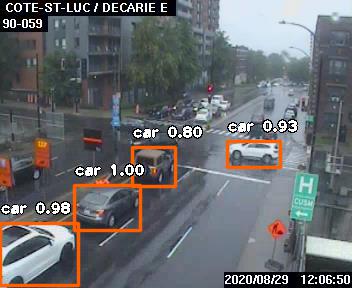 COTE-ST-LUC / DECARIE E
90-059
car 0.80
car 0.93
car 1.00
car 0.98
H
CUSM
2020/08/29 12:06:50